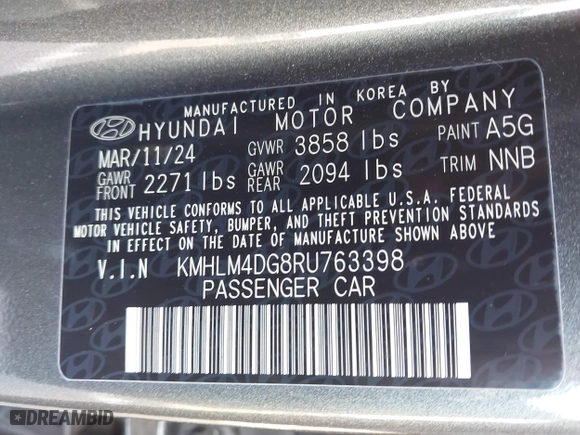 MANUFACTURED IN KOREA BY
HYUNDAI MOTOR COMPANY
MAR/11/24 GVWR 3858 lbs PAINT A5G
GAWR FRONT 2271 lbs GAWR REAR 2094 lbs TRIM NNB
THIS VEHICLE CONFORMS TO ALL APPLICABLE U.S.A. FEDERAL
MOTOR VEHICLE SAFETY, BUMPER, AND THEFT PREVENTION STANDARDS
IN EFFECT ON THE DATE OF MANUFACTURE SHOWN ABOVE.
V.I.N KMHLM4DG8RU763398
PASSENGER CAR
DREAMBID